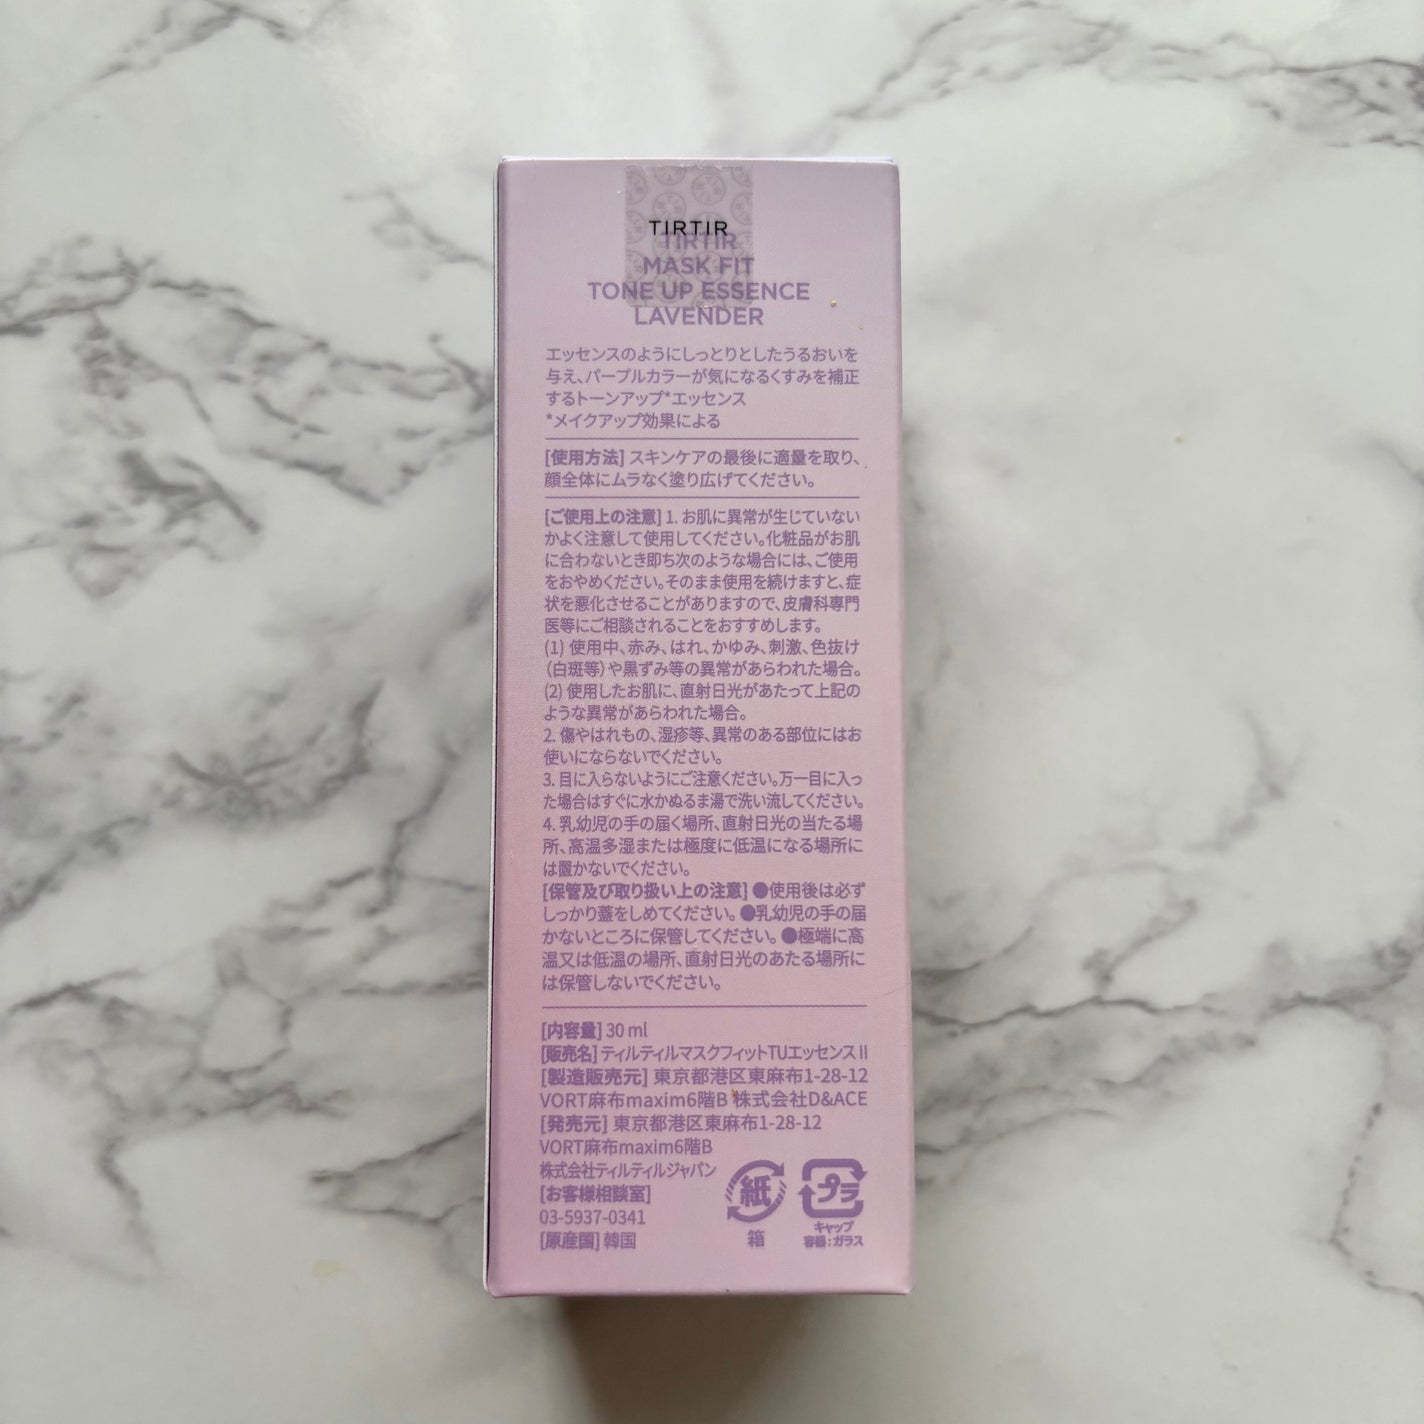 TIRTIR
TIRTIR
MASK FIT
TONE UP ESSENCE
LAVENDER
エッセンスのようにしっとりとしたうるおいを
与え、パープルカラーが気になるくすみを補正
するトーンアップ*エッセンス
*メイクアップ効果による
[使用方法] スキンケアの最後に適量を取り、
顔全体にムラなく塗り広げてください。
[ご使用上の注意] 1. お肌に異常が生じていない
かよく注意して使用してください。化粧品がお肌
に合わないとき即ち次のような場合には、ご使用
をおやめください。そのまま使用を続けますと、症
状を悪化させることがありますので、皮膚科専門
医等にご相談されることをおすすめします。
(1) 使用中、赤み、はれ、かゆみ、刺激、色抜け
(白斑等)や黒ずみ等の異常があらわれた場合。
(2) 使用したお肌に、直射日光があたって上記の
ような異常があらわれた場合。
2. 傷やはれもの、湿疹等、異常のある部位にはお
使いにならないでください。
3. 目に入らないようにご注意ください。万一目に入っ
た場合はすぐに水かぬるま湯で洗い流してください。
4. 乳幼児の手の届く場所、直射日光の当たる場
所、高温多湿または極度に低温になる場所に
は置かないでください。
[保管及び取り扱い上の注意] ●使用後は必ず
しっかり蓋をしめてください。●乳幼児の手の届
かないところに保管してください。●極端に高
温又は低温の場所、直射日光のあたる場所に
は保管しないでください。
[内容量] 30 ml
[販売名] ティルティルマスクフィットTUエッセンスⅡ
[製造販売元] 東京都港区東麻布1-28-12
VORT麻布maxim6階B 株式会社D&ACE
[発売元] 東京都港区東麻布1-28-12
VORT麻布maxim6階B
株式会社ティルティルジャパン
[お客様相談室]
03-5937-0341
[原産国] 韓国
紙
箱
プラ
キャップ
容器:ガラス